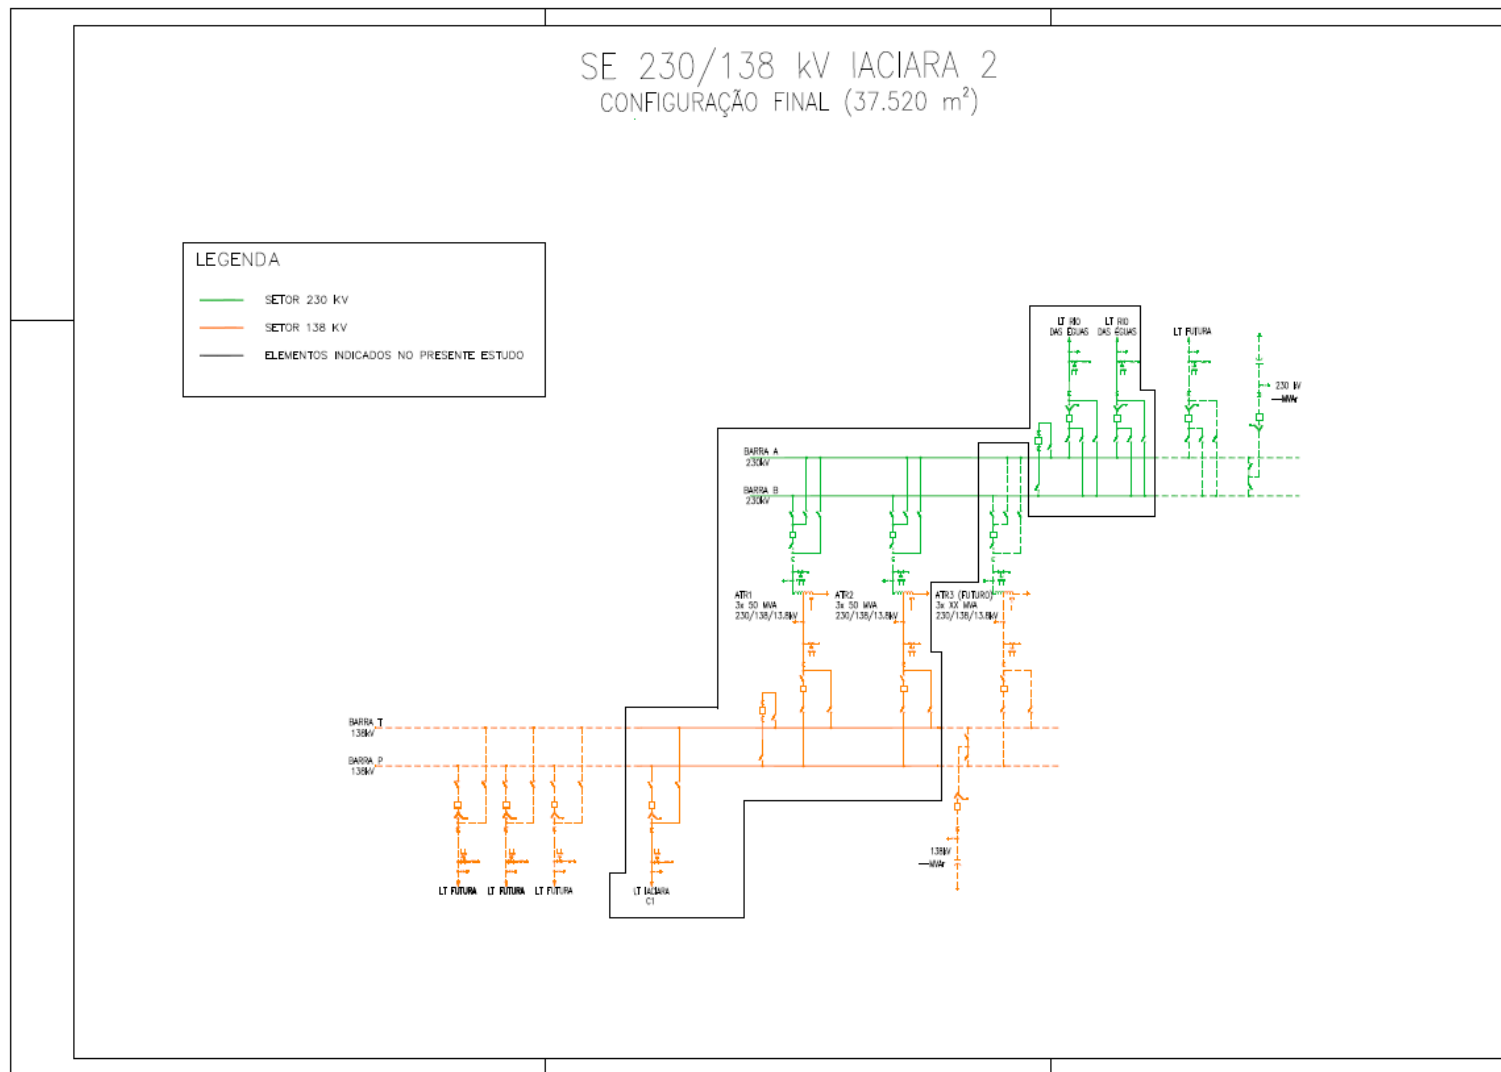 SE 230/138 kV IACIARA 2
CONFIGURAÇÃO FINAL (37.520 m²)
LEGENDA
SETOR 230 KV
SETOR 138 KV
ELEMENTOS INDICADOS NO PRESENTE ESTUDO
LT RIO
DAS ÉGUAS
LT RIO
DAS ÉGUAS
LT FUTURA
230 kV
—MVAr
BARRA A
230kV
BARRA B
230kV
ATR1
3x 50 MVA
230/138/13.8kV
ATR2
3x 50 MVA
230/138/13.8kV
ATR3 (FUTURO)
3x XX MVA
230/138/13.8kV
BARRA T
138kV
BARRA P
138kV
138kV
—MVAr
LT FUTURA
LT FUTURA
LT FUTURA
LT IACIARA
C1